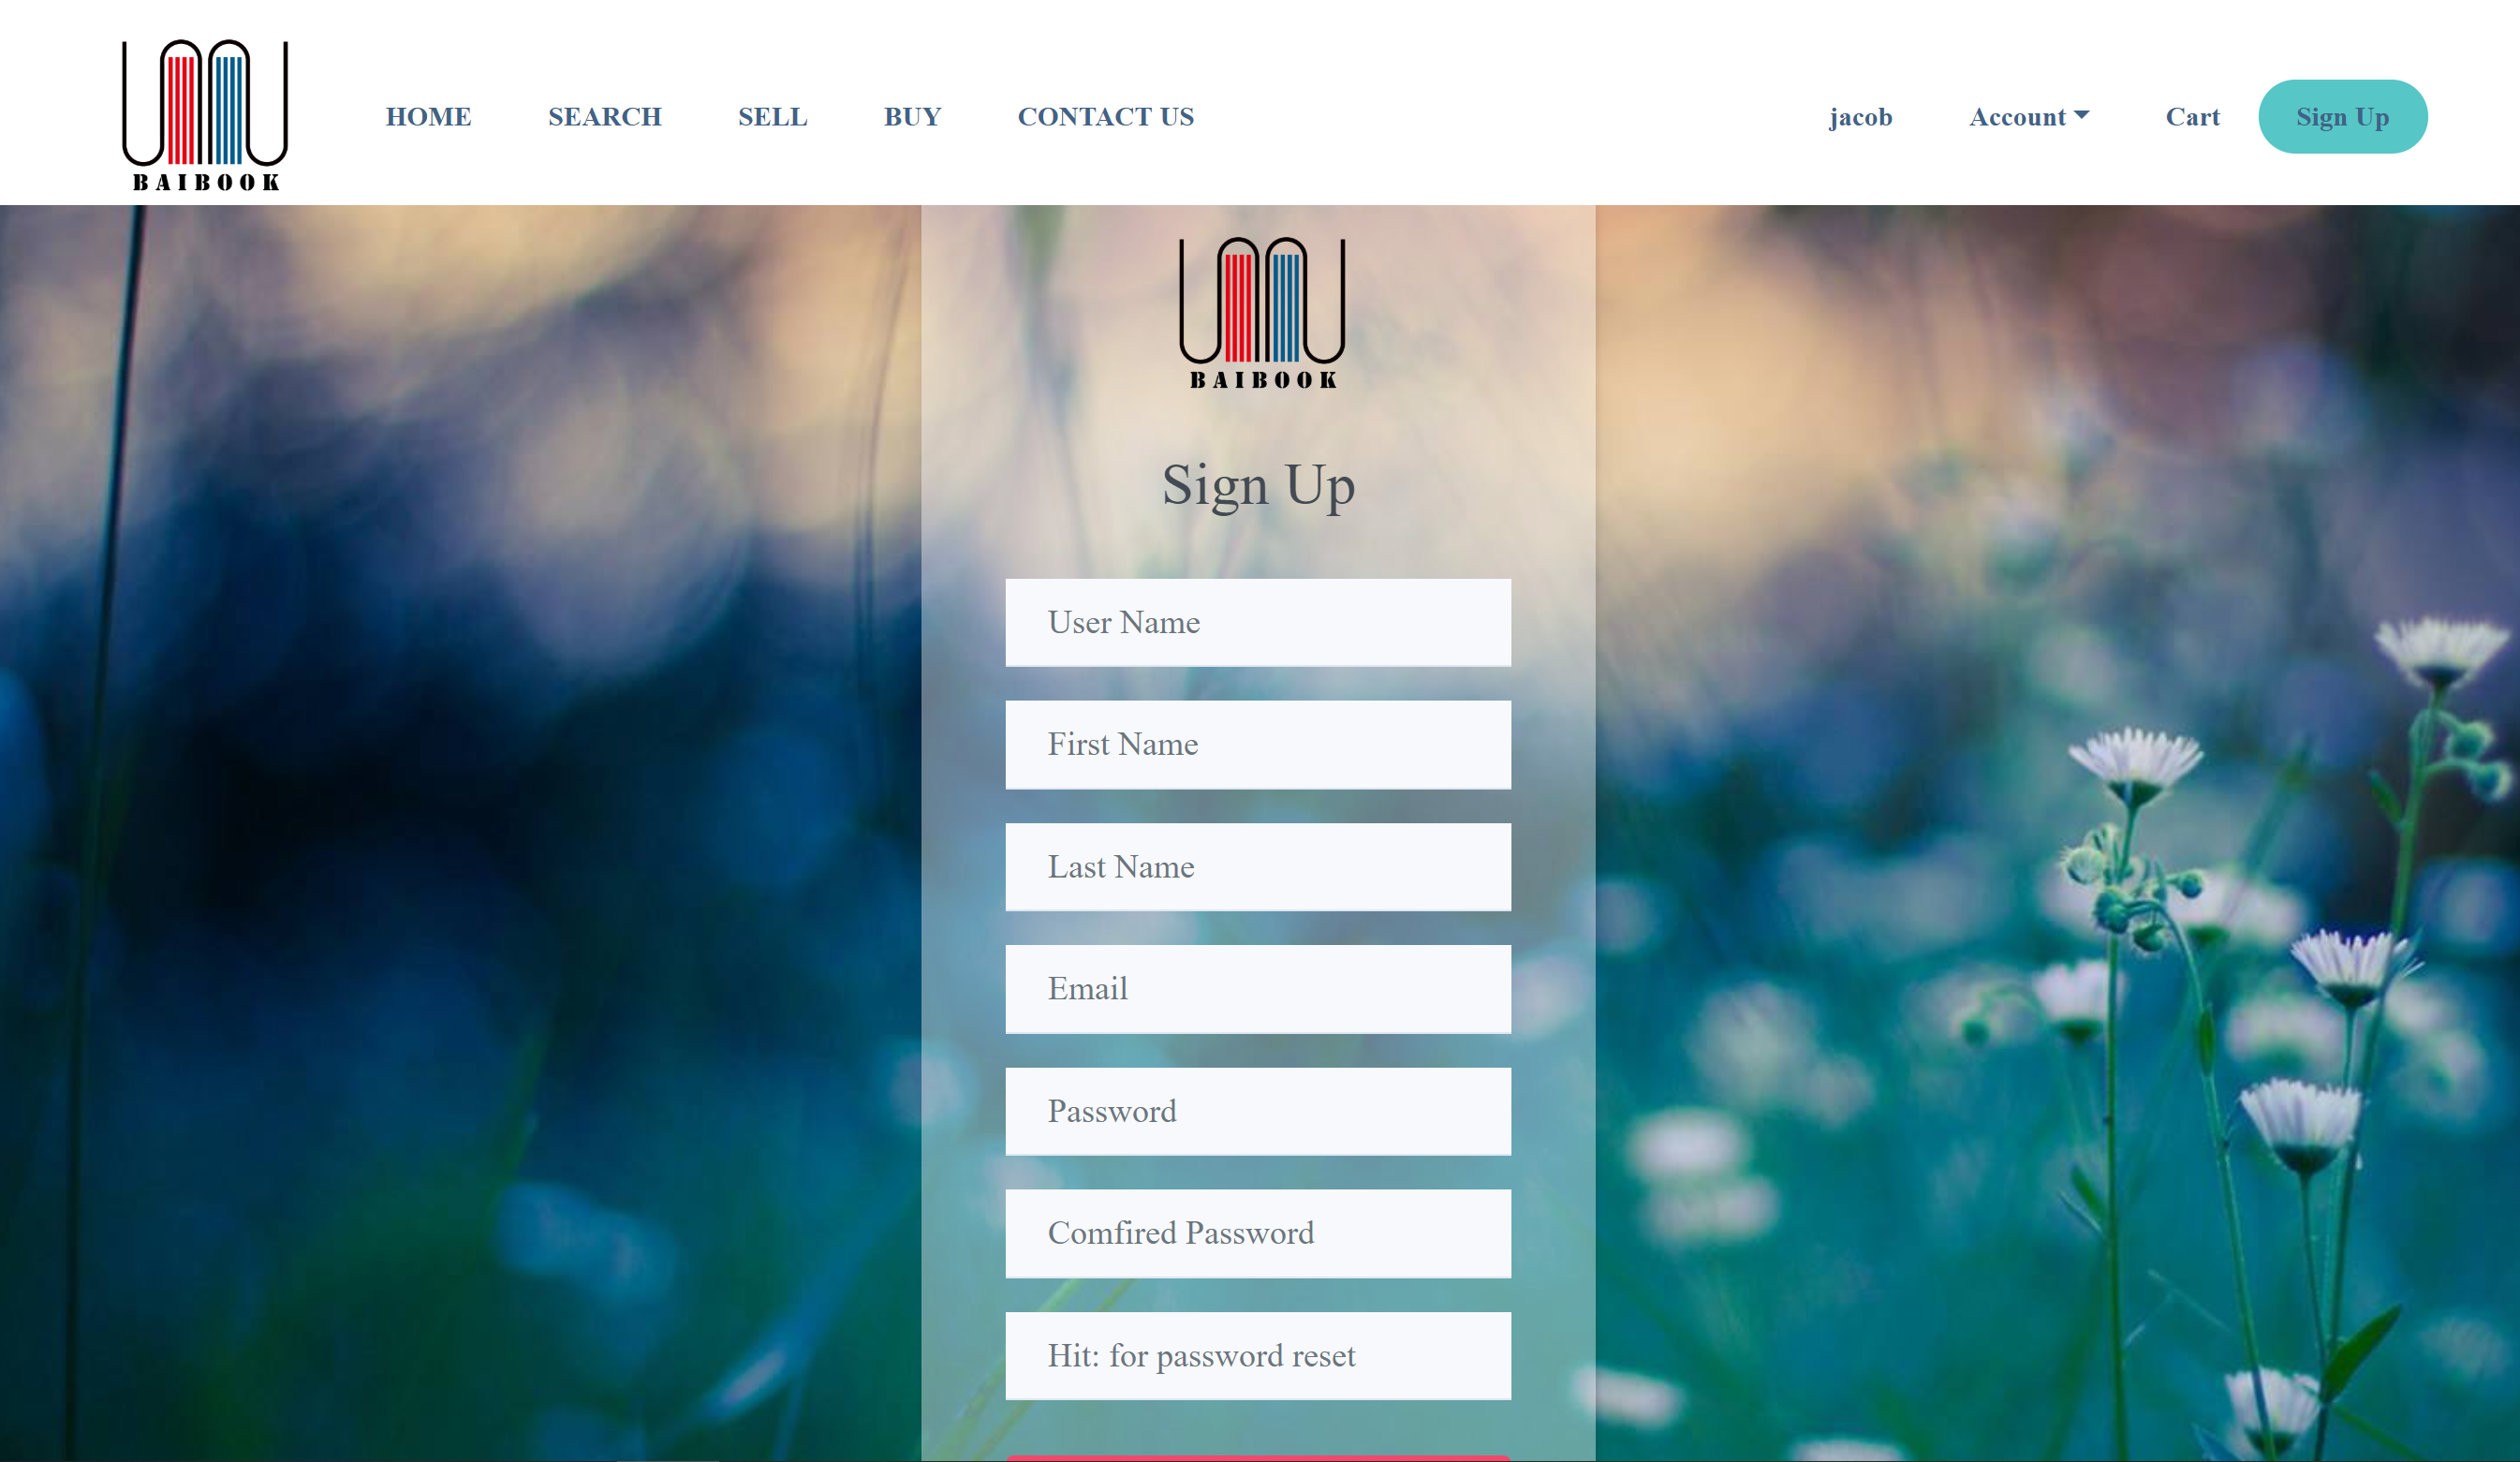 BAIBOOK
HOME SEARCH SELL BUY CONTACT US jacob Account Cart Sign Up
BAIBOOK
Sign Up
User Name
First Name
Last Name
Email
Password
Comfired Password
Hit: for password reset